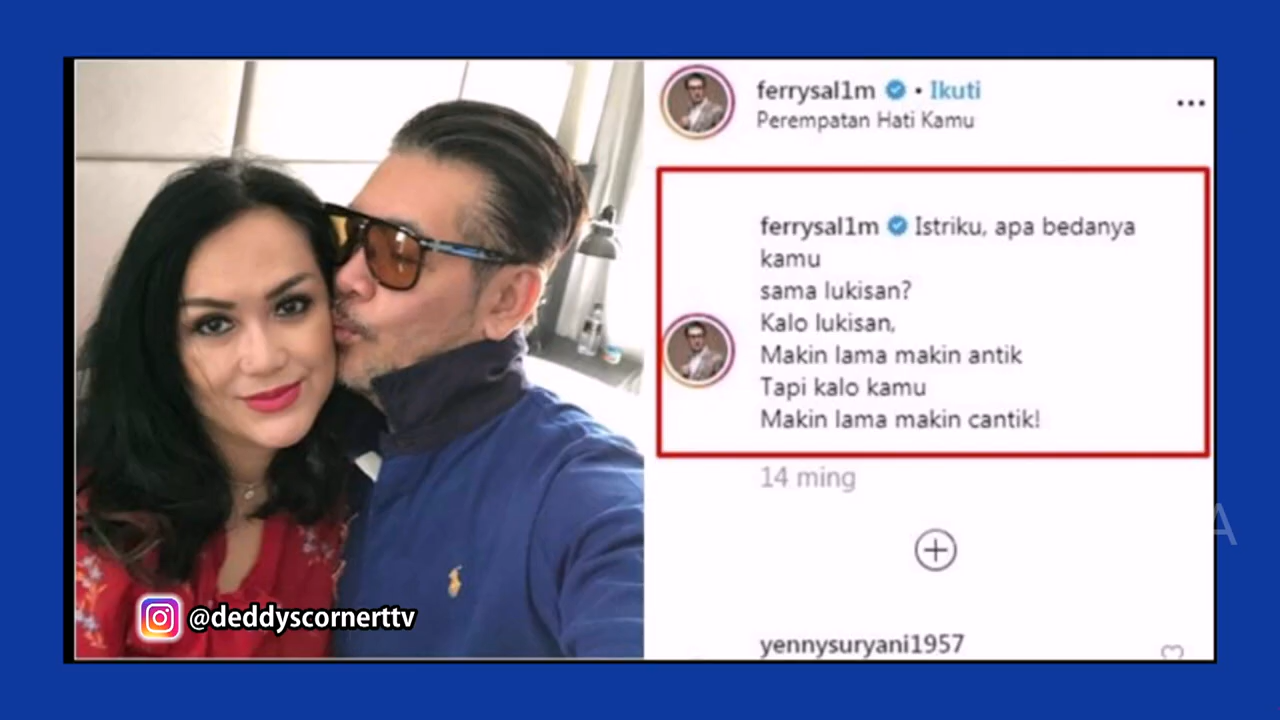 ferrysal1m • Ikuti
Perempatan Hati Kamu
ferrysal1m Istriku, apa bedanya
kamu
sama lukisan?
Kalo lukisan,
Makin lama makin antik
Tapi kalo kamu
Makin lama makin cantik!
14 ming
yennysuryani1957
@deddyscornerttv
A